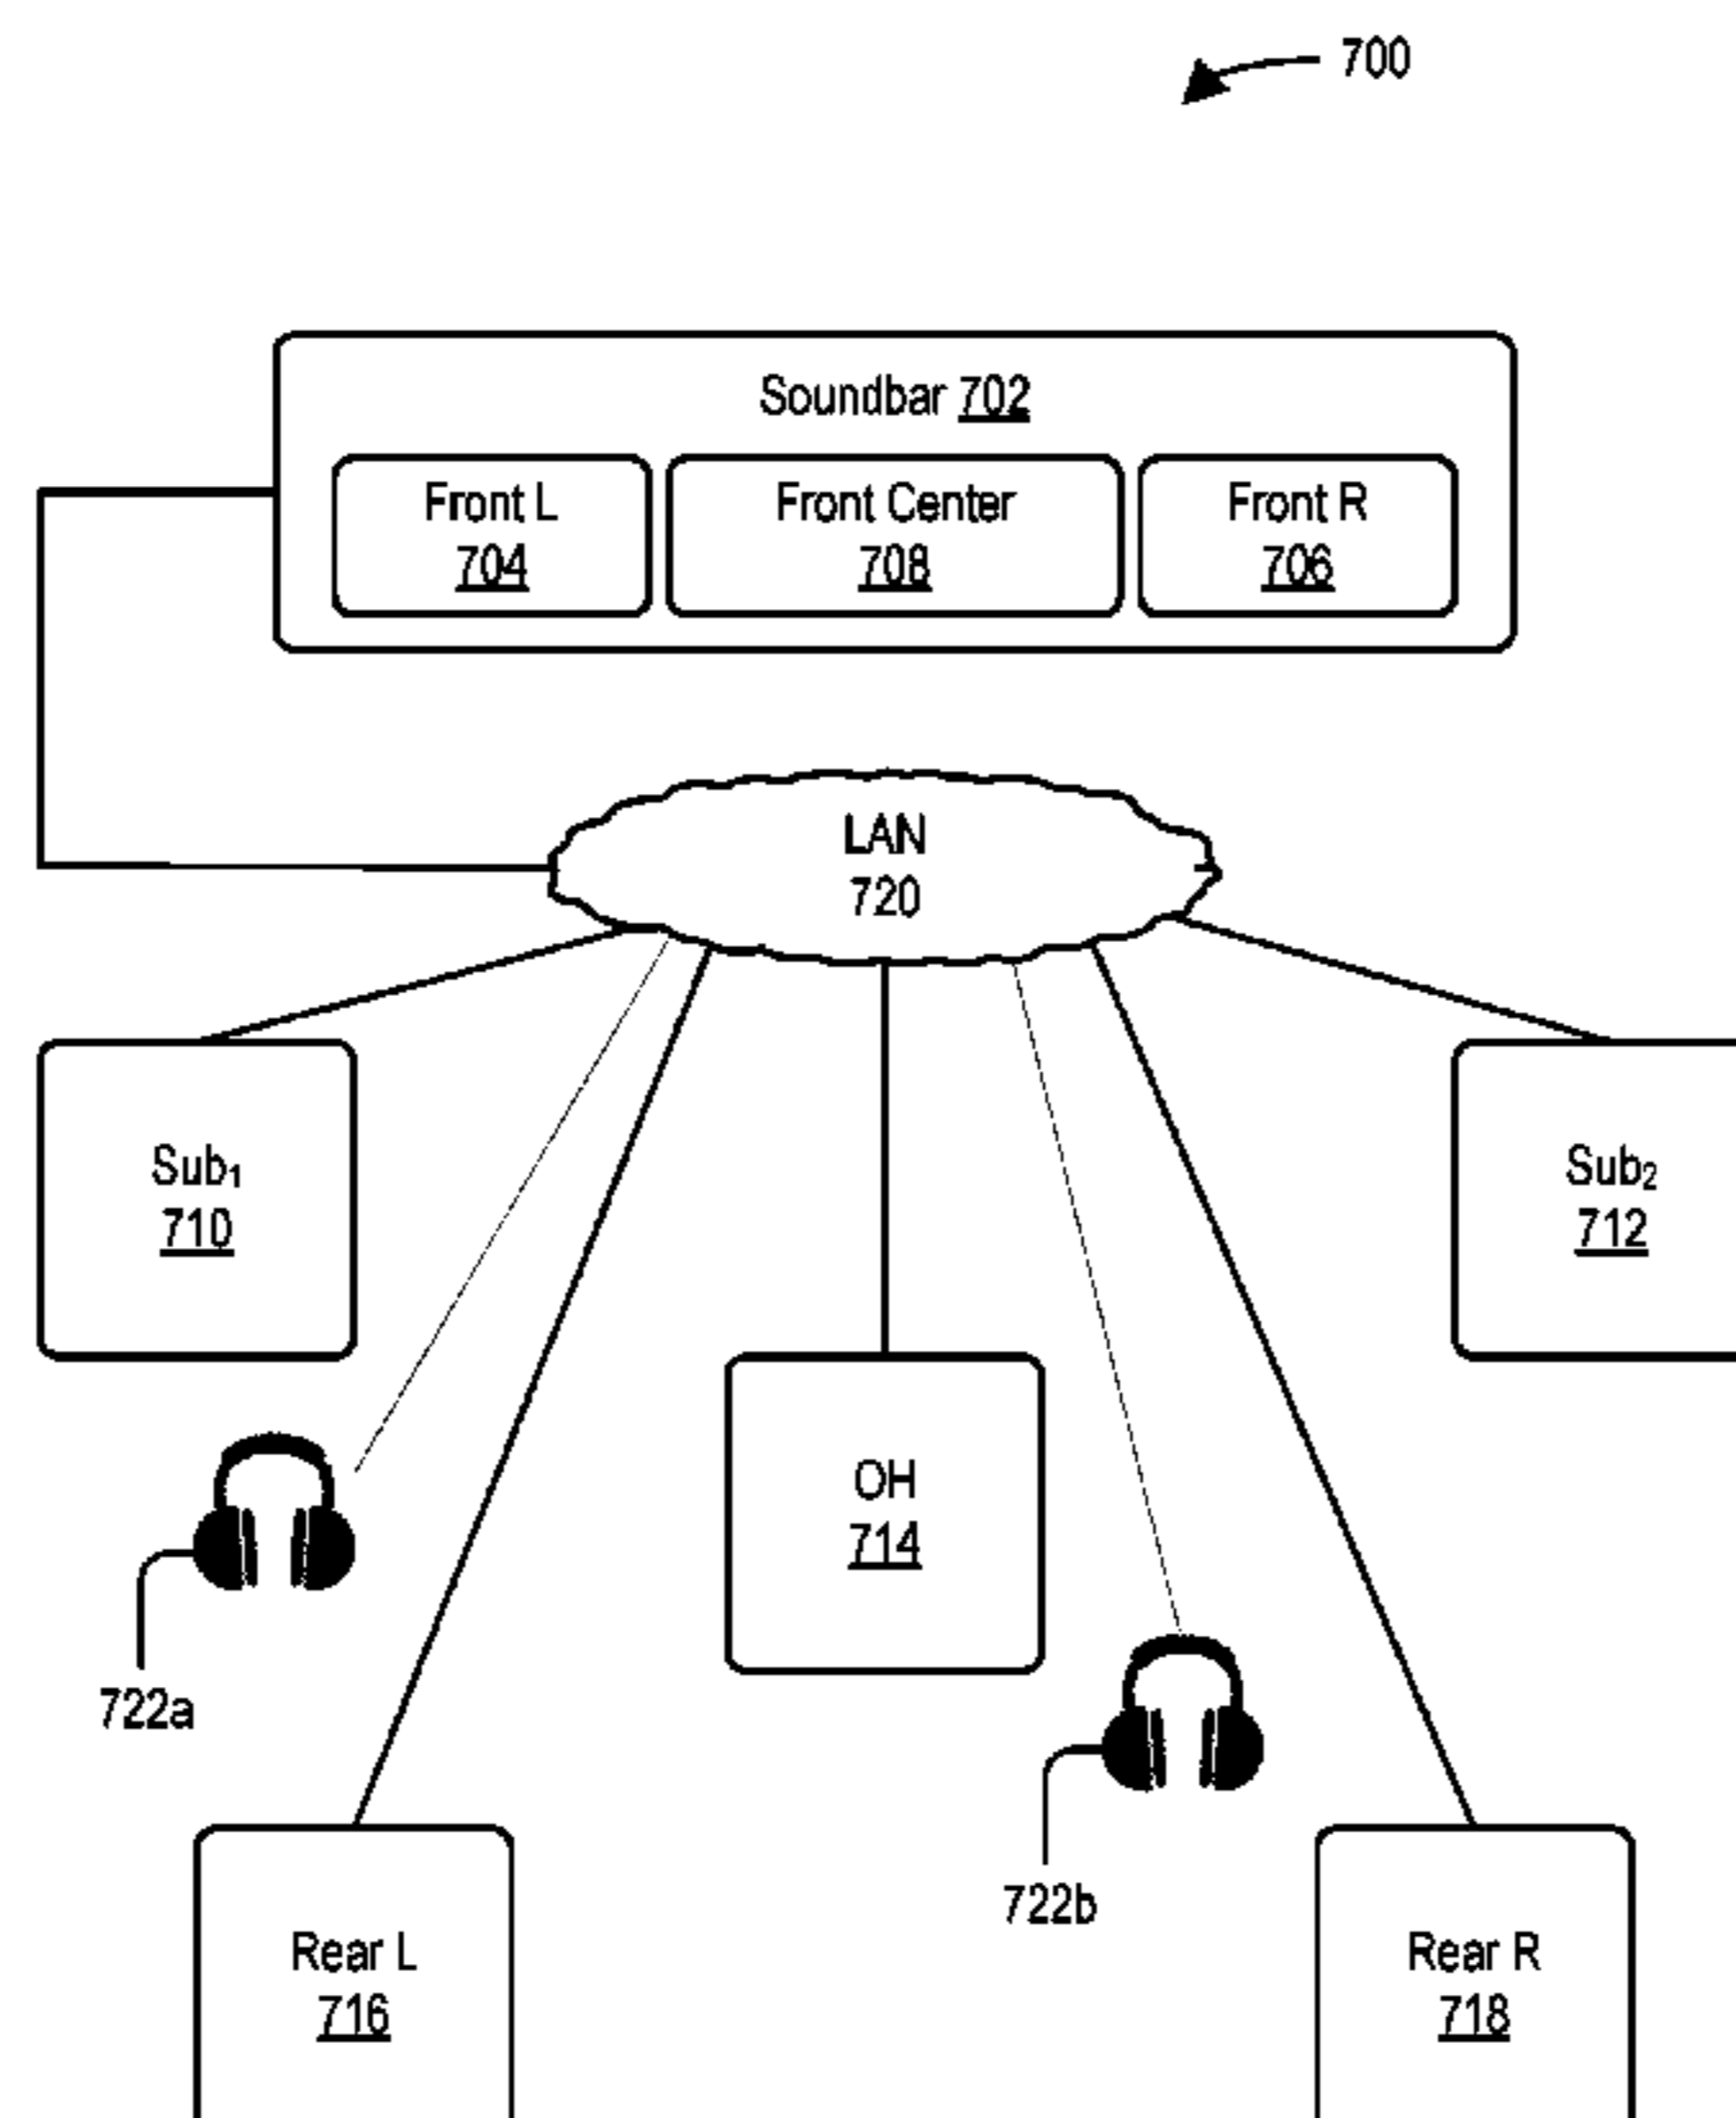 700
Soundbar 702
Front L
704
Front Center
708
Front R
706
LAN
720
Sub₁
710
Sub₂
712
OH
714
722a
722b
Rear L
716
Rear R
718